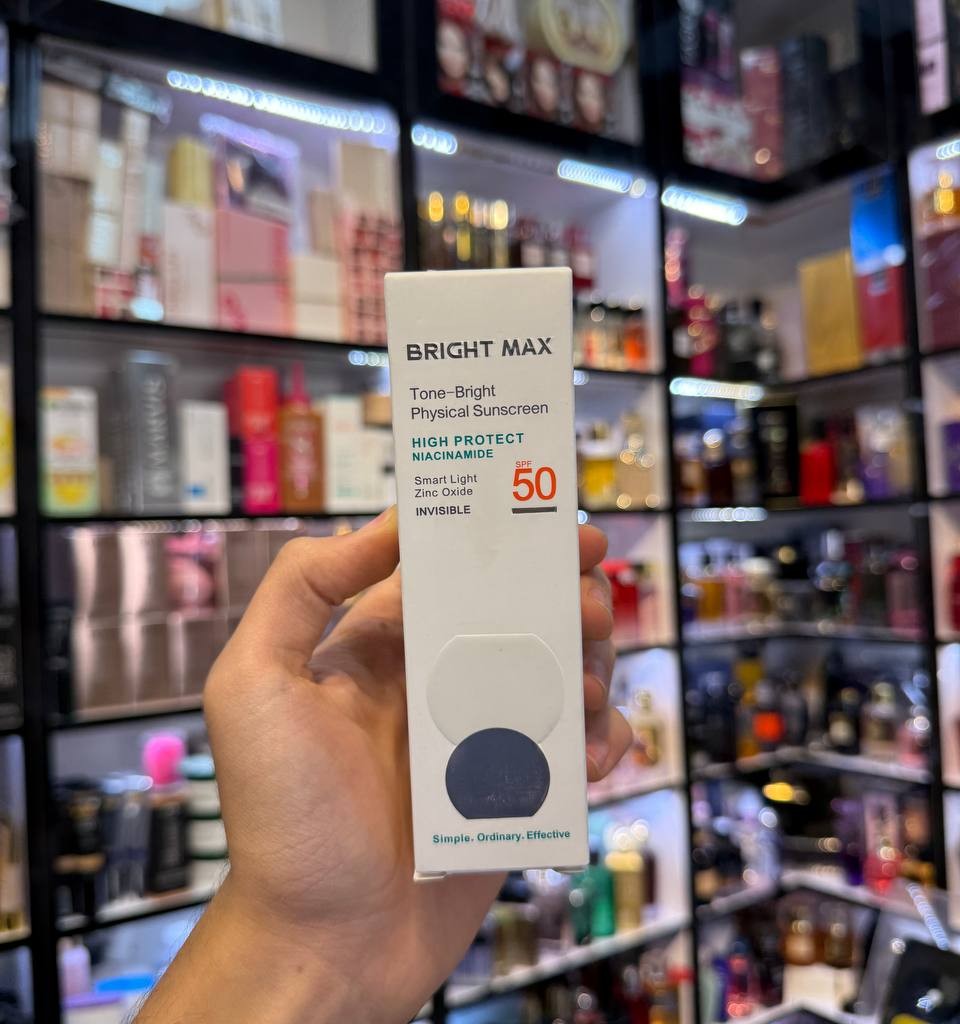 BRIGHT MAX
Tone-Bright
Physical Sunscreen
HIGH PROTECT
NIACINAMIDE
Smart Light
Zinc Oxide
INVISIBLE
SPF
50
Simple. Ordinary. Effective